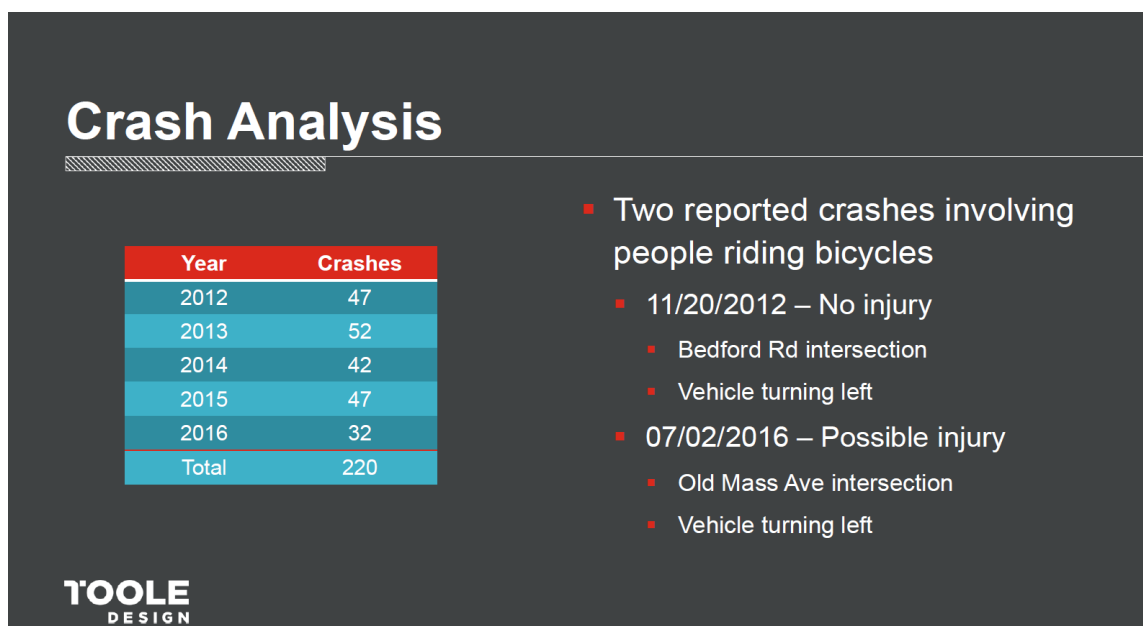 Crash Analysis
Year Crashes
2012 47
2013 52
2014 42
2015 47
2016 32
Total 220
Two reported crashes involving
people riding bicycles
11/20/2012 – No injury
Bedford Rd intersection
Vehicle turning left
07/02/2016 – Possible injury
Old Mass Ave intersection
Vehicle turning left
TOOLE
DESIGN